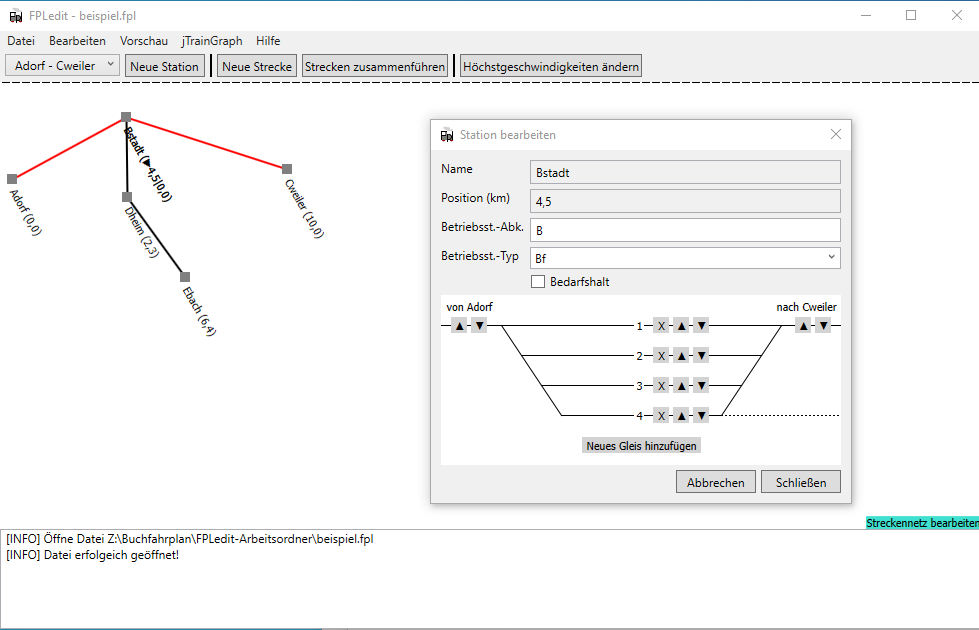 FPLedit - beispiel.fpl
Datei Bearbeiten Vorschau jTrainGraph Hilfe
Adorf - Cweiler Neue Station Neue Strecke Strecken zusammenführen Höchstgeschwindigkeiten ändern
Bstadt (▶4,5|0,0)
Adorf (0,0)
Cweiler (10,0)
Dheim (2,3)
Ebach (6,4)
Station bearbeiten
Name Bstadt
Position (km) 4,5
Betriebsst.-Abk. B
Betriebsst.-Typ Bf
Bedarfshalt
von Adorf nach Cweiler
▲ ▼ 1 X ▲ ▼ ▲ ▼
2 X ▲ ▼
3 X ▲ ▼
4 X ▲ ▼
Neues Gleis hinzufügen
Abbrechen Schließen
Streckennetz bearbeiten
[INFO] Öffne Datei Z:\Buchfahrplan\FPLedit-Arbeitsordner\beispiel.fpl
[INFO] Datei erfolgeich geöffnet!